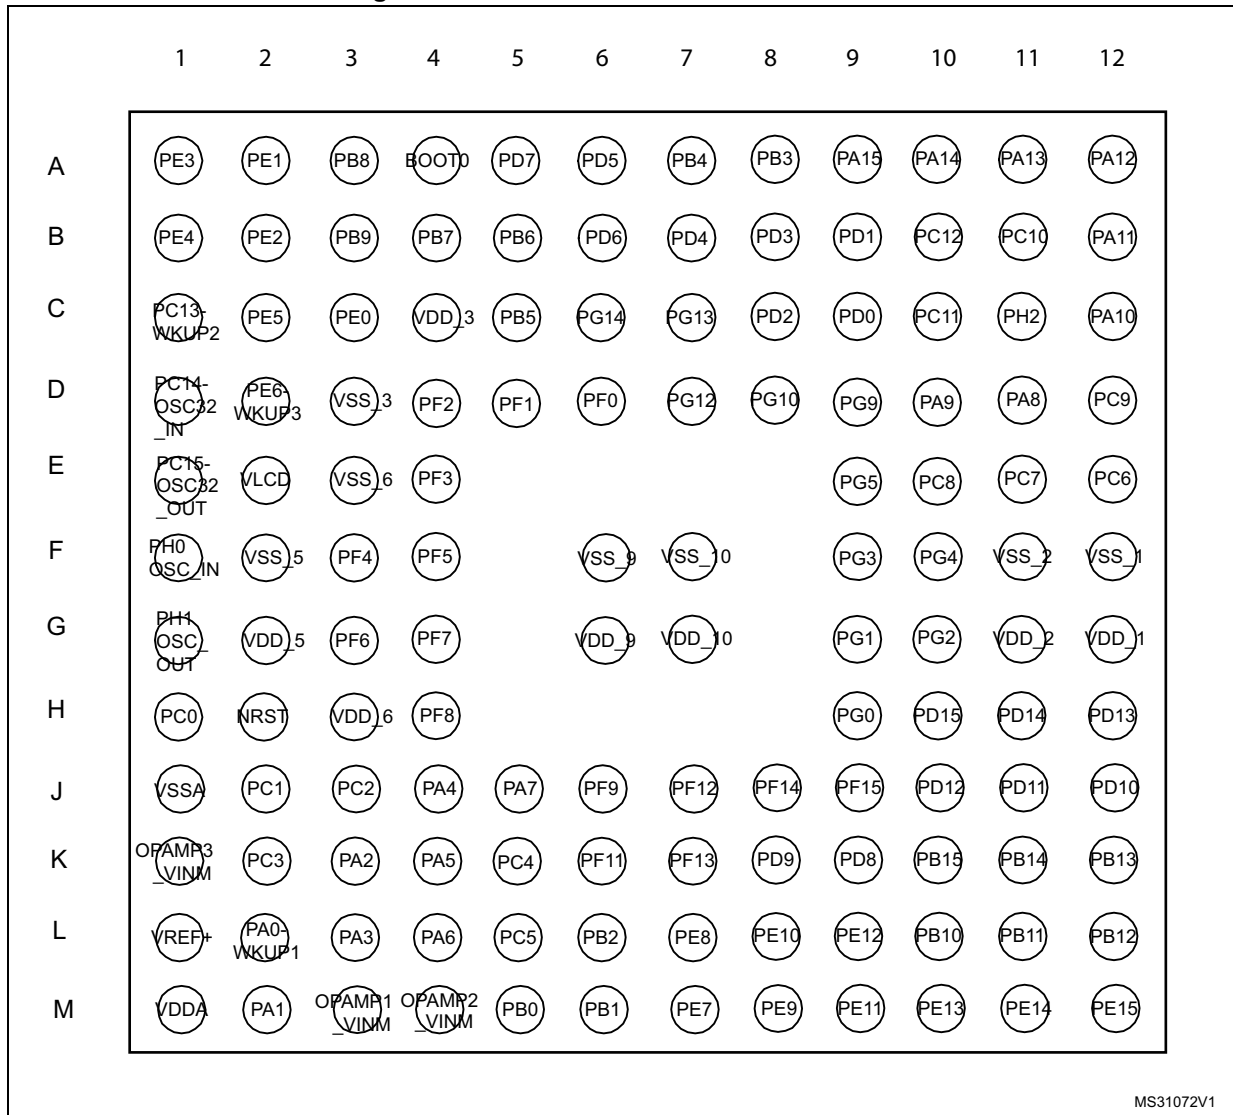 1 2 3 4 5 6 7 8 9 10 11 12
A PE3 PE1 PB8 BOOT0 PD7 PD5 PB4 PB3 PA15 PA14 PA13 PA12
B PE4 PE2 PB9 PB7 PB6 PD6 PD4 PD3 PD1 PC12 PC10 PA11
C PC13-WKUP2 PE5 PE0 VDD_3 PB5 PG14 PG13 PD2 PD0 PC11 PH2 PA10
D PC14-OSC32_IN PE6-WKUP3 VSS_3 PF2 PF1 PF0 PG12 PG10 PG9 PA9 PA8 PC9
E PC15-OSC32_OUT VLCD VSS_6 PF3 PG5 PC8 PC7 PC6
F PH0 OSC_IN VSS_5 PF4 PF5 VSS_9 VSS_10 PG3 PG4 VSS_2 VSS_1
G PH1 OSC_OUT VDD_5 PF6 PF7 VDD_9 VDD_10 PG1 PG2 VDD_2 VDD_1
H PC0 NRST VDD_6 PF8 PG0 PD15 PD14 PD13
J VSSA PC1 PC2 PA4 PA7 PF9 PF12 PF14 PF15 PD12 PD11 PD10
K OPAMP3_VINM PC3 PA2 PA5 PC4 PF11 PF13 PD9 PD8 PB15 PB14 PB13
L VREF+ PA0-WKUP1 PA3 PA6 PC5 PB2 PE8 PE10 PE12 PB10 PB11 PB12
M VDDA PA1 OPAMP1_VINM OPAMP2_VINM PB0 PB1 PE7 PE9 PE11 PE13 PE14 PE15
MS31072V1